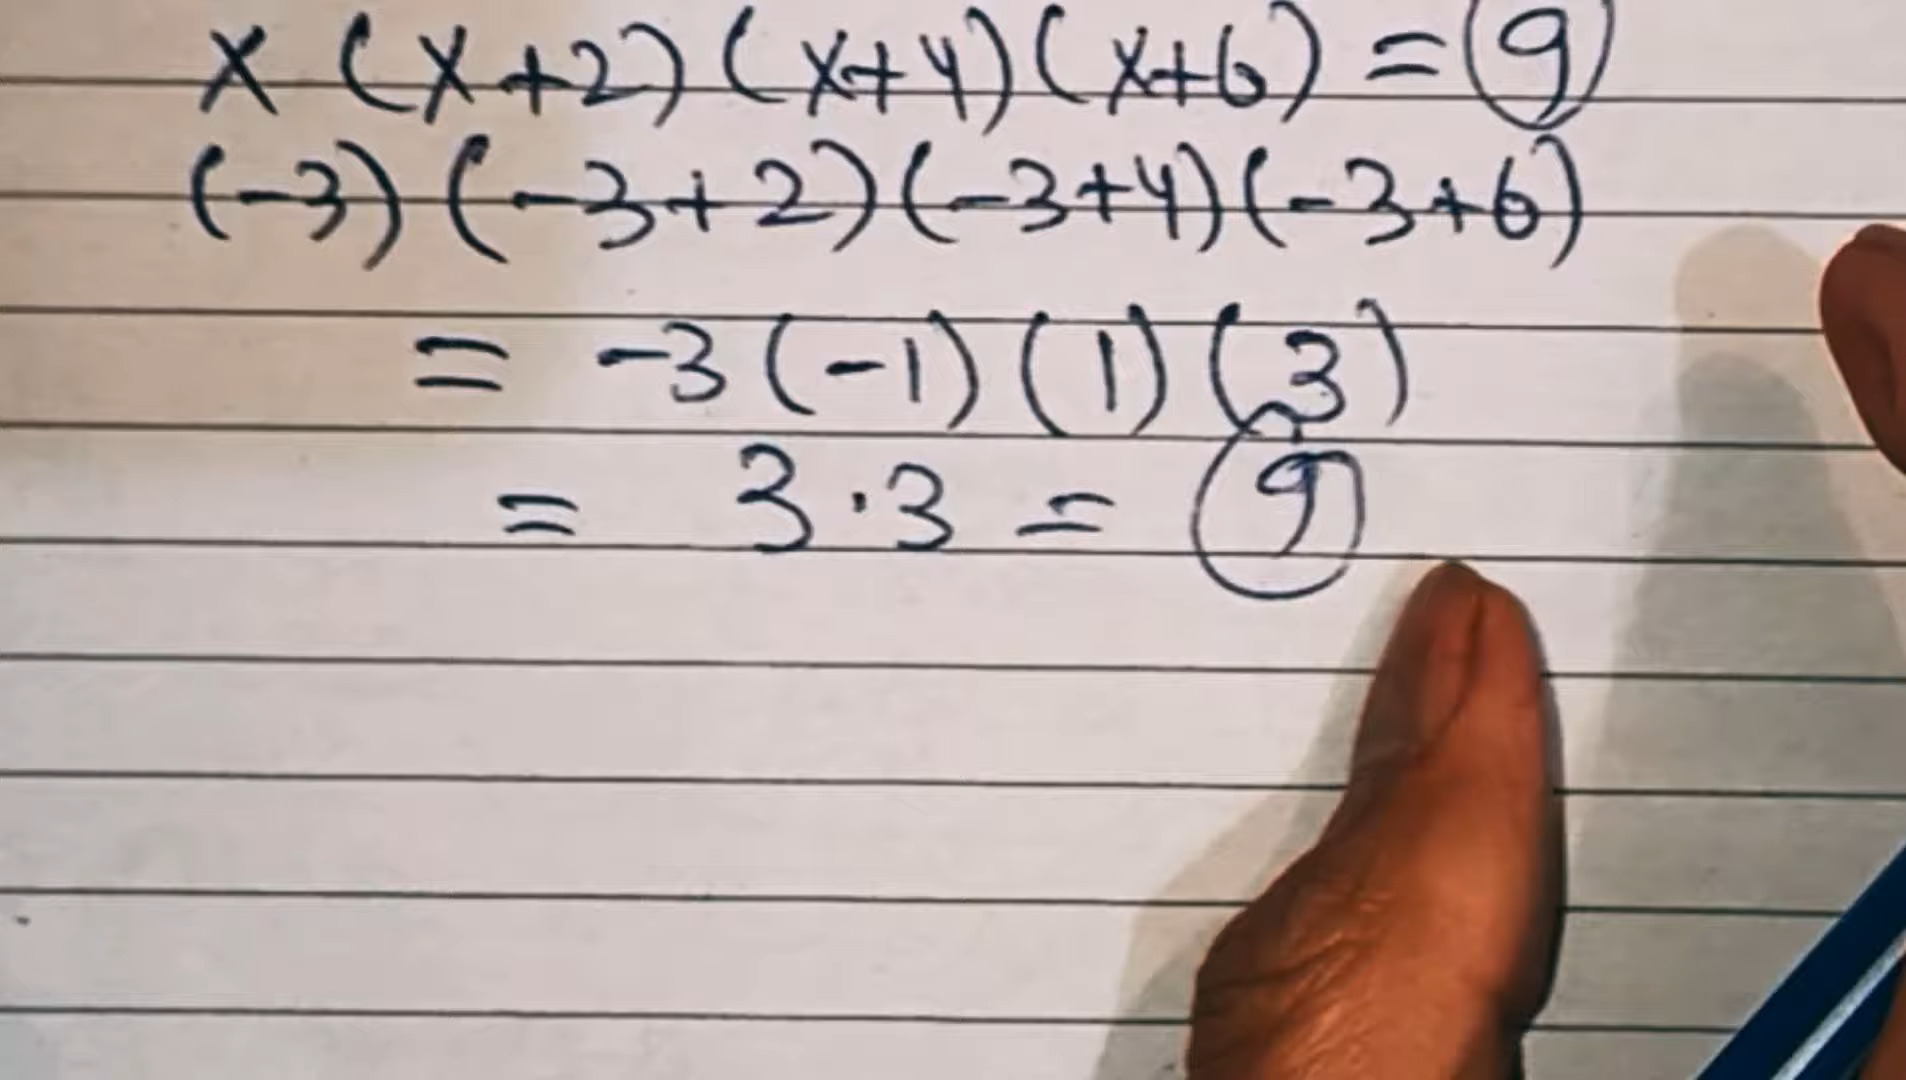 x (x+2) (x+4) (x+6) = 9
(-3) (-3+2) (-3+4) (-3+6)
= -3 (-1) (1) (3)
= 3 · 3 = 9